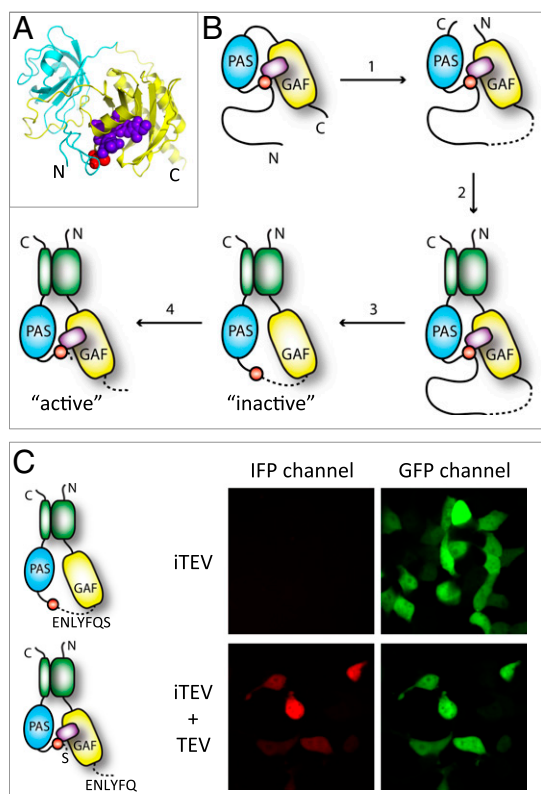 A
N
C
B
PAS
GAF
C
N
1
C
N
PAS
GAF
2
C
N
PAS
GAF
3
C
N
PAS
GAF
"inactive"
4
C
N
PAS
GAF
"active"
C
IFP channel GFP channel
C
N
PAS
GAF
ENLYFQS
iTEV
C
N
PAS
GAF
S
ENLYFQ
iTEV
+
TEV